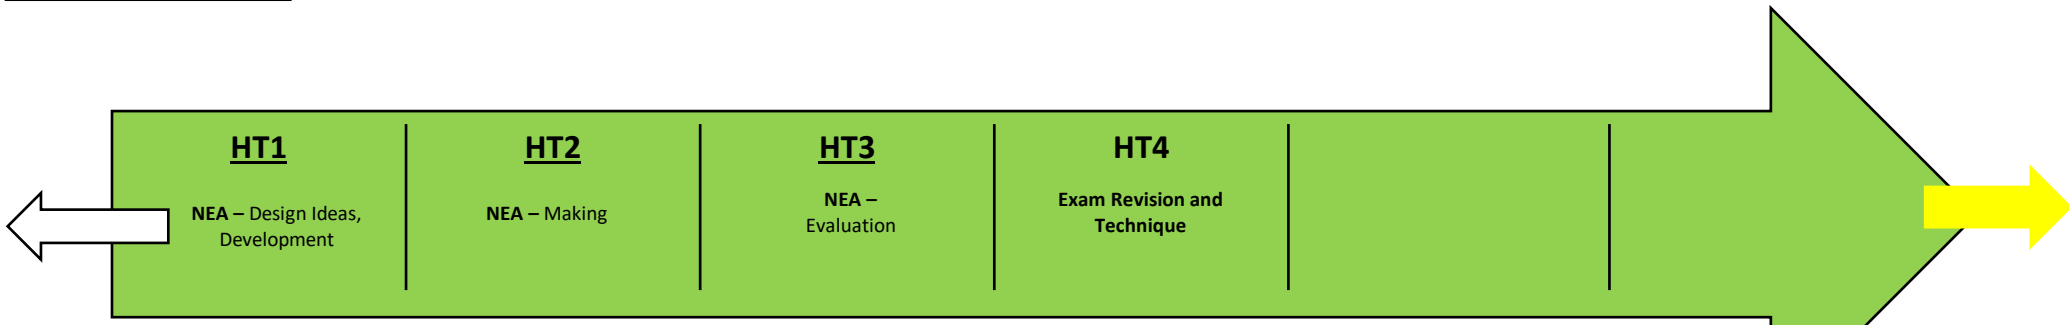 HT1
NEA – Design Ideas,
Development
HT2
NEA – Making
HT3
NEA –
Evaluation
HT4
Exam Revision and
Technique